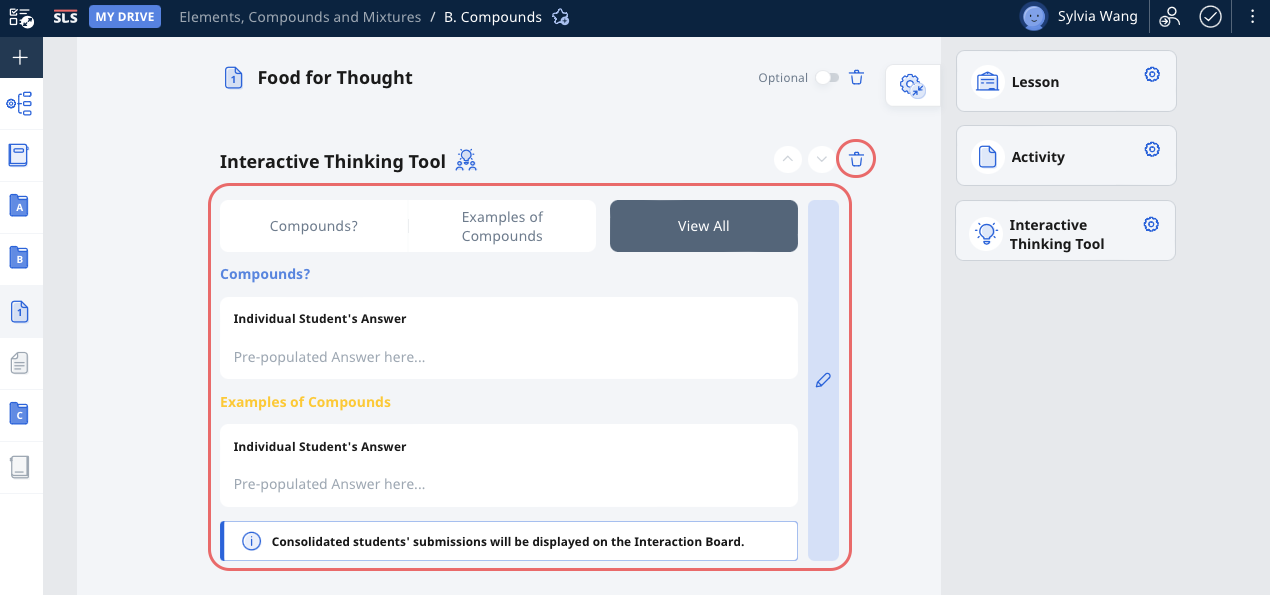 SLS MY DRIVE Elements, Compounds and Mixtures / B. Compounds Sylvia Wang
1 Food for Thought Optional
Lesson
Interactive Thinking Tool
Activity
Compounds? Examples of Compounds View All
Interactive Thinking Tool
Compounds?
Individual Student's Answer
Pre-populated Answer here...
Examples of Compounds
Individual Student's Answer
Pre-populated Answer here...
Consolidated students' submissions will be displayed on the Interaction Board.
A
B
1
C